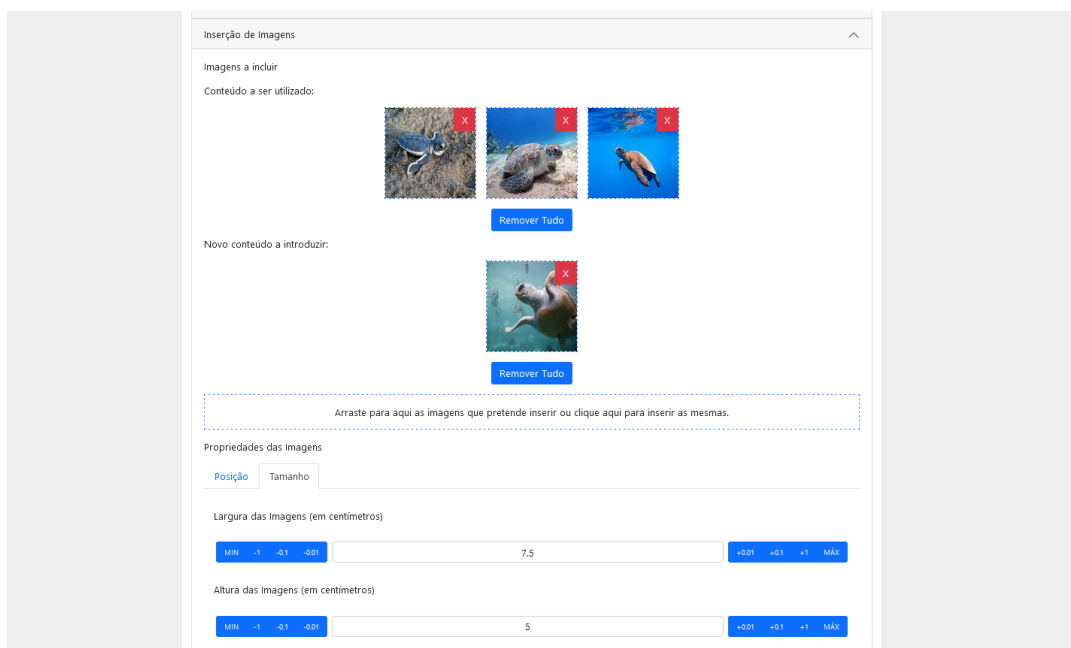 Inserção de Imagens
Imagens a incluir
Conteúdo a ser utilizado:
X X X
Remover Tudo
Novo conteúdo a introduzir:
X
Remover Tudo
Arraste para aqui as imagens que pretende inserir ou clique aqui para inserir as mesmas.
Propriedades das Imagens
Posição Tamanho
Largura das Imagens (em centímetros)
MIN -1 -0.1 -0.01 7.5 +0.01 +0.1 +1 MÁX
Altura das Imagens (em centímetros)
MIN -1 -0.1 -0.01 5 +0.01 +0.1 +1 MÁX